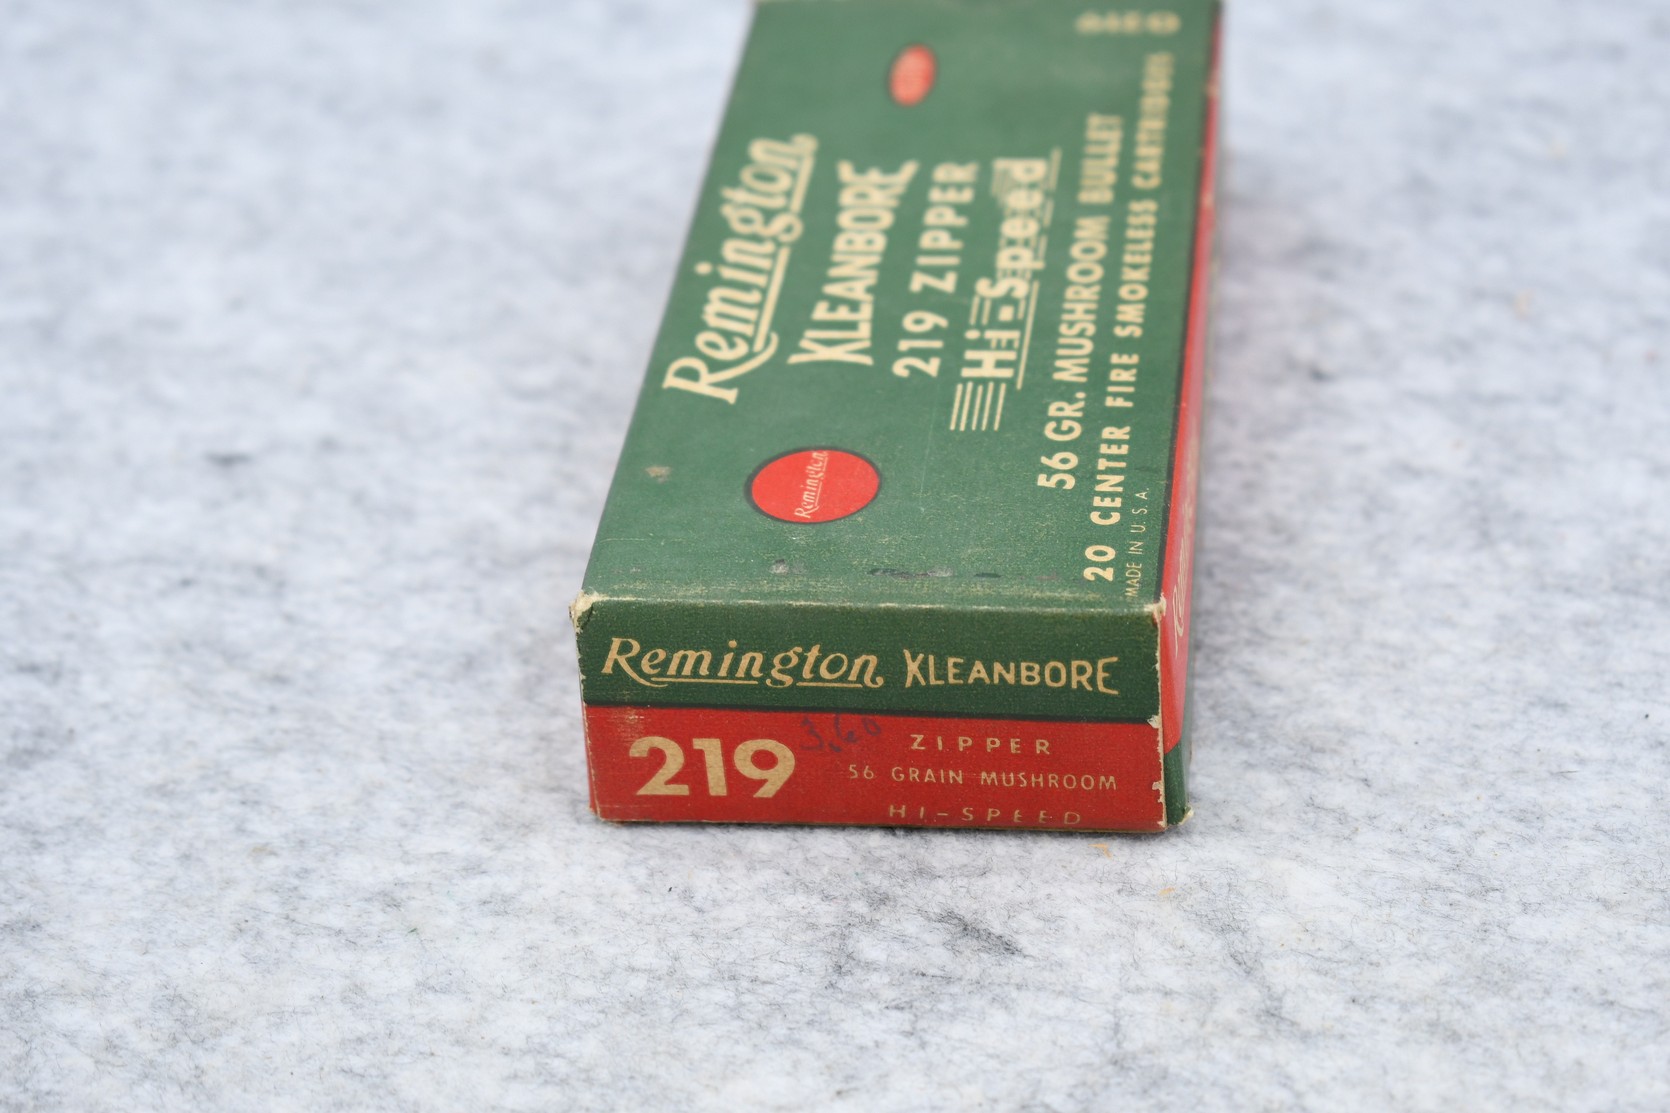 Remington
KLEANBORE
219 ZIPPER
Hi-Speed
56 GR. MUSHROOM BULLET
20 CENTER FIRE SMOKELESS CARTRIDGES
MADE IN U.S.A.
Remington
Remington KLEANBORE
219
3.60
ZIPPER
56 GRAIN MUSHROOM
HI-SPEED